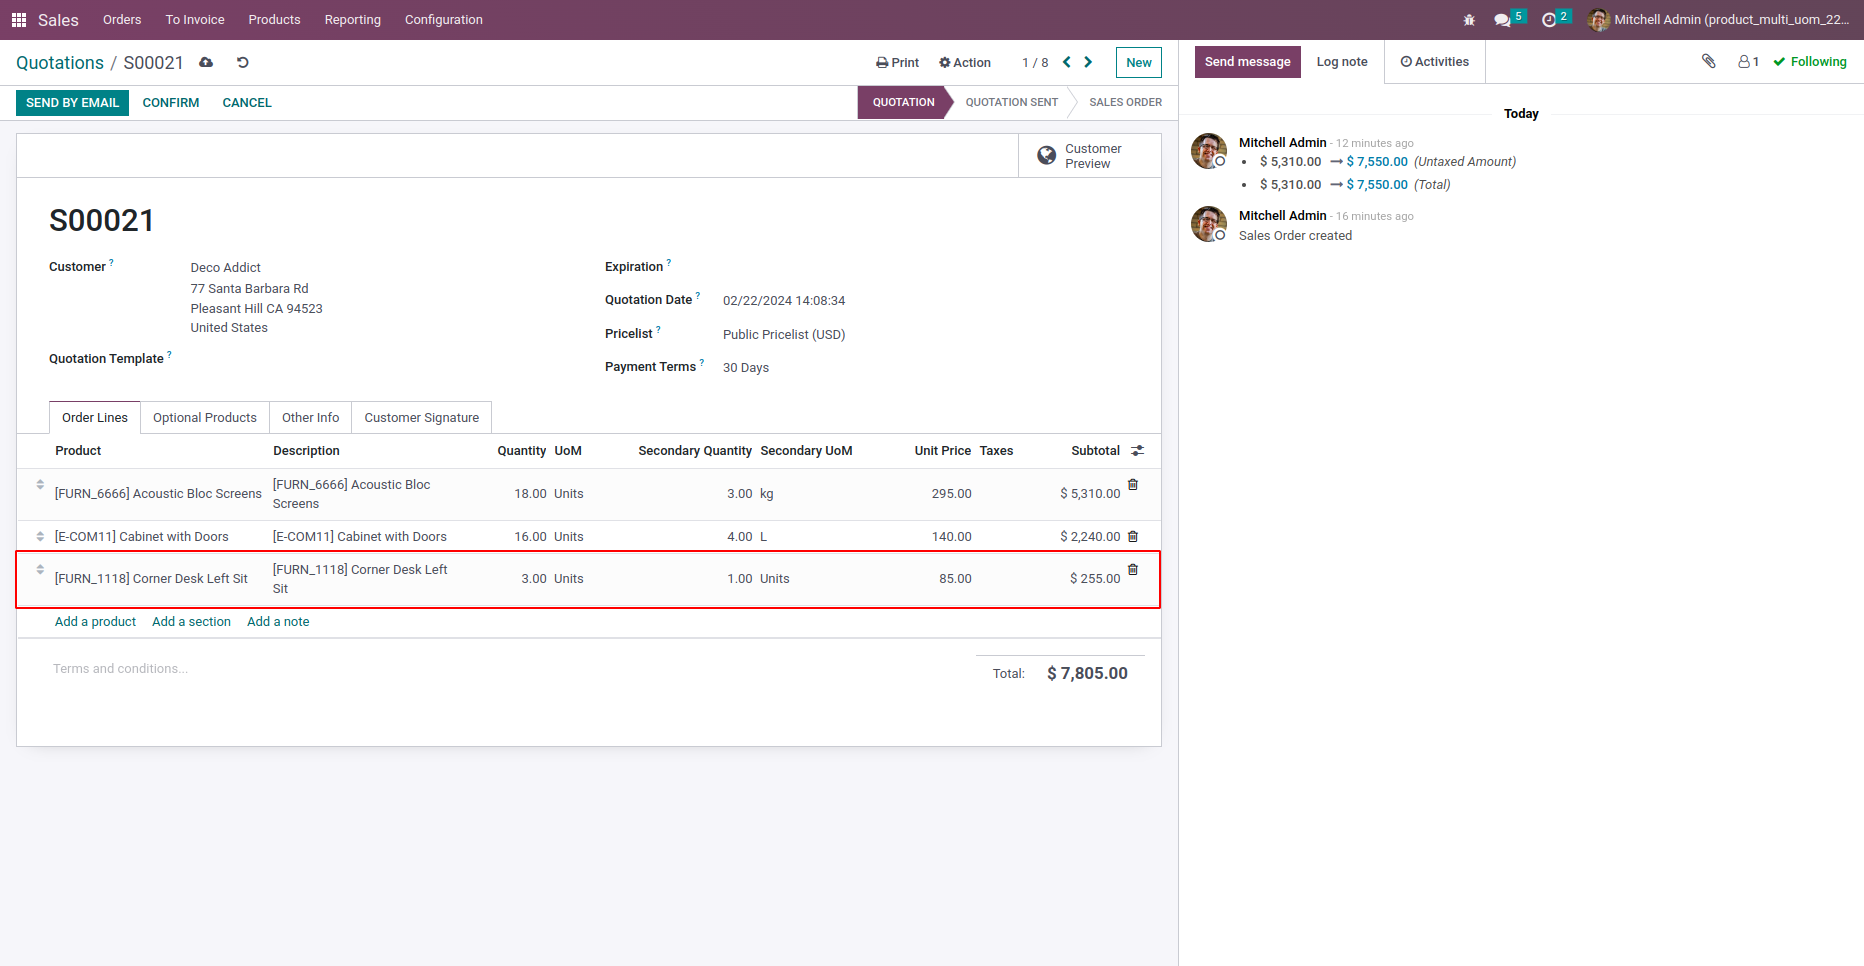 Sales Orders To Invoice Products Reporting Configuration 5 2 Mitchell Admin (product_multi_uom_22...
Quotations / S00021 Print Action 1 / 8 New
SEND BY EMAIL CONFIRM CANCEL QUOTATION QUOTATION SENT SALES ORDER
Customer
Preview
S00021
Customer ?
Deco Addict
77 Santa Barbara Rd
Pleasant Hill CA 94523
United States
Quotation Template ?
Expiration ?
Quotation Date ? 02/22/2024 14:08:34
Pricelist ? Public Pricelist (USD)
Payment Terms ? 30 Days
Order Lines Optional Products Other Info Customer Signature
Product Description Quantity UoM Secondary Quantity Secondary UoM Unit Price Taxes Subtotal
[FURN_6666] Acoustic Bloc Screens [FURN_6666] Acoustic Bloc
Screens 18.00 Units 3.00 kg 295.00 $ 5,310.00
[E-COM11] Cabinet with Doors [E-COM11] Cabinet with Doors 16.00 Units 4.00 L 140.00 $ 2,240.00
[FURN_1118] Corner Desk Left Sit [FURN_1118] Corner Desk Left
Sit 3.00 Units 1.00 Units 85.00 $ 255.00
Add a product Add a section Add a note
Terms and conditions...
Total: $ 7,805.00
Send message Log note Activities 1 Following
Today
Mitchell Admin - 12 minutes ago
• $ 5,310.00 → $ 7,550.00 (Untaxed Amount)
• $ 5,310.00 → $ 7,550.00 (Total)
Mitchell Admin - 16 minutes ago
Sales Order created